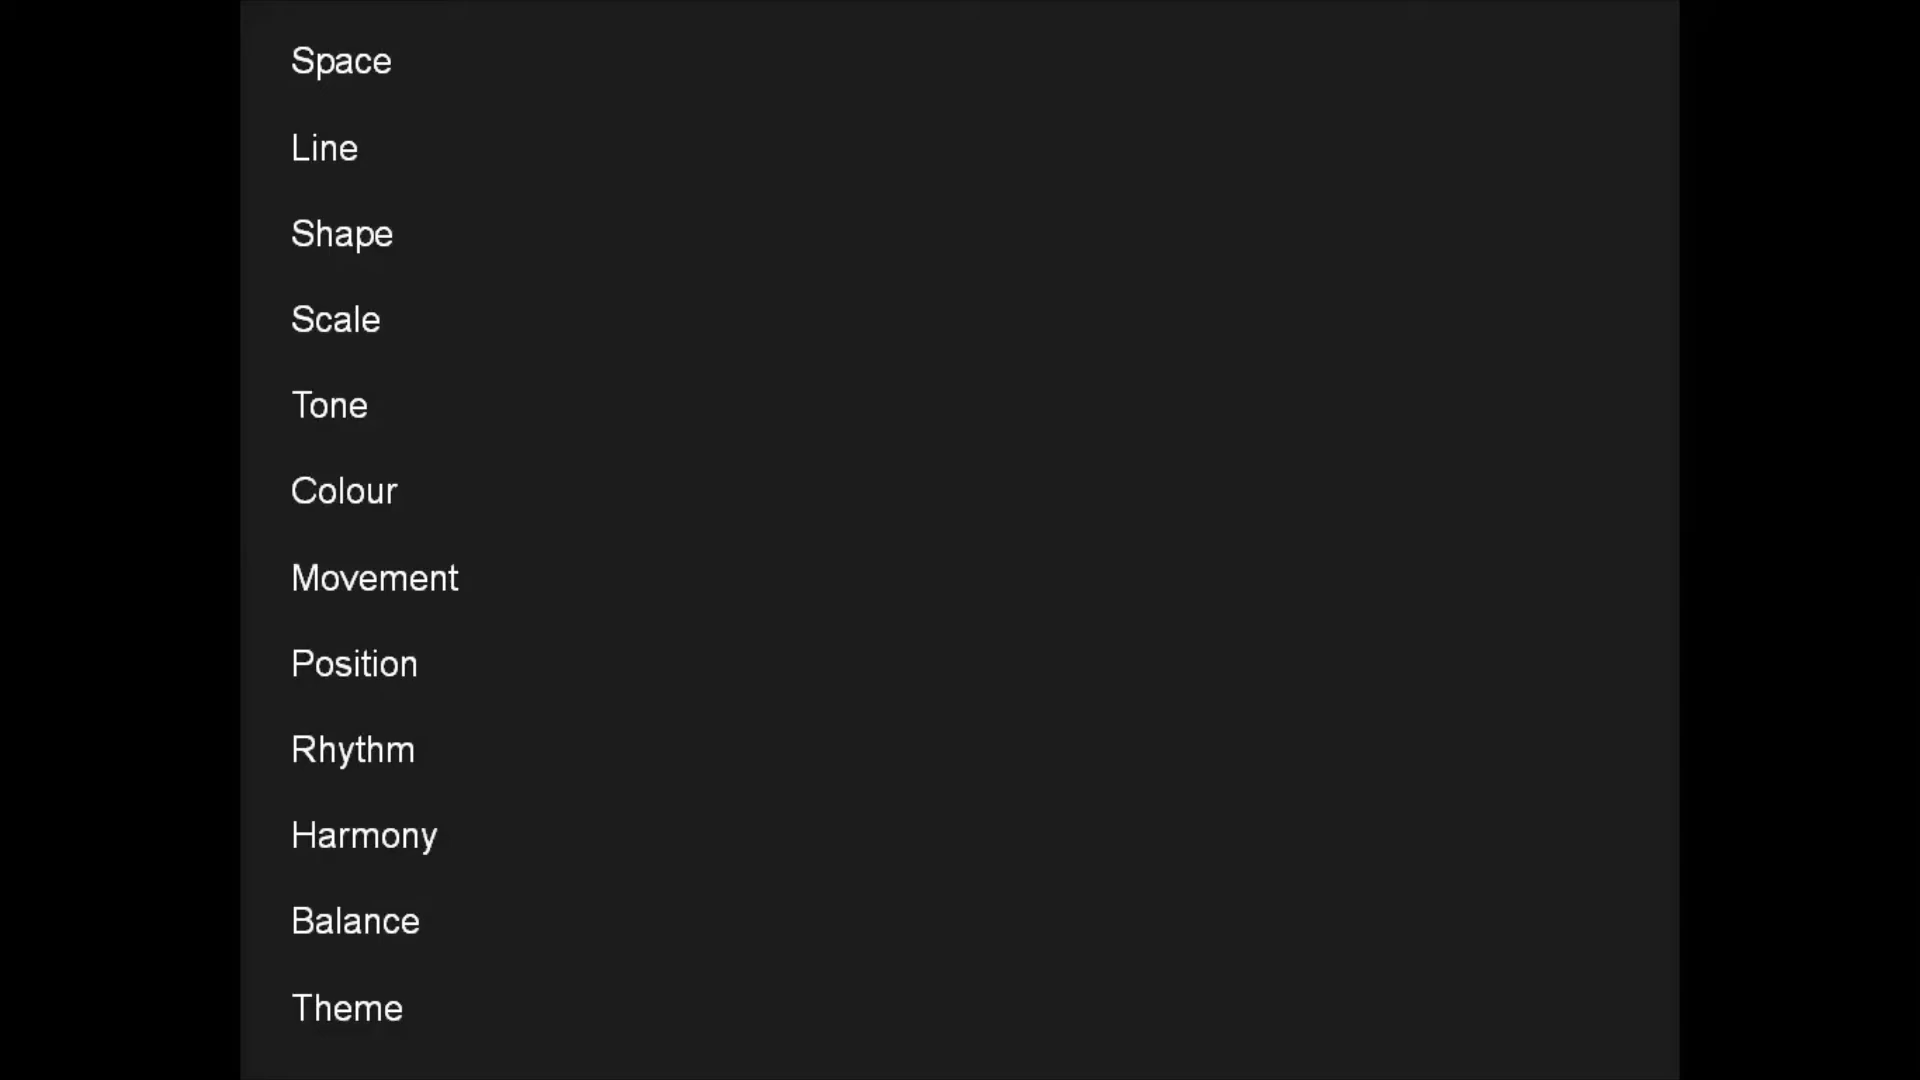 Space
Line
Shape
Scale
Tone
Colour
Movement
Position
Rhythm
Harmony
Balance
Theme